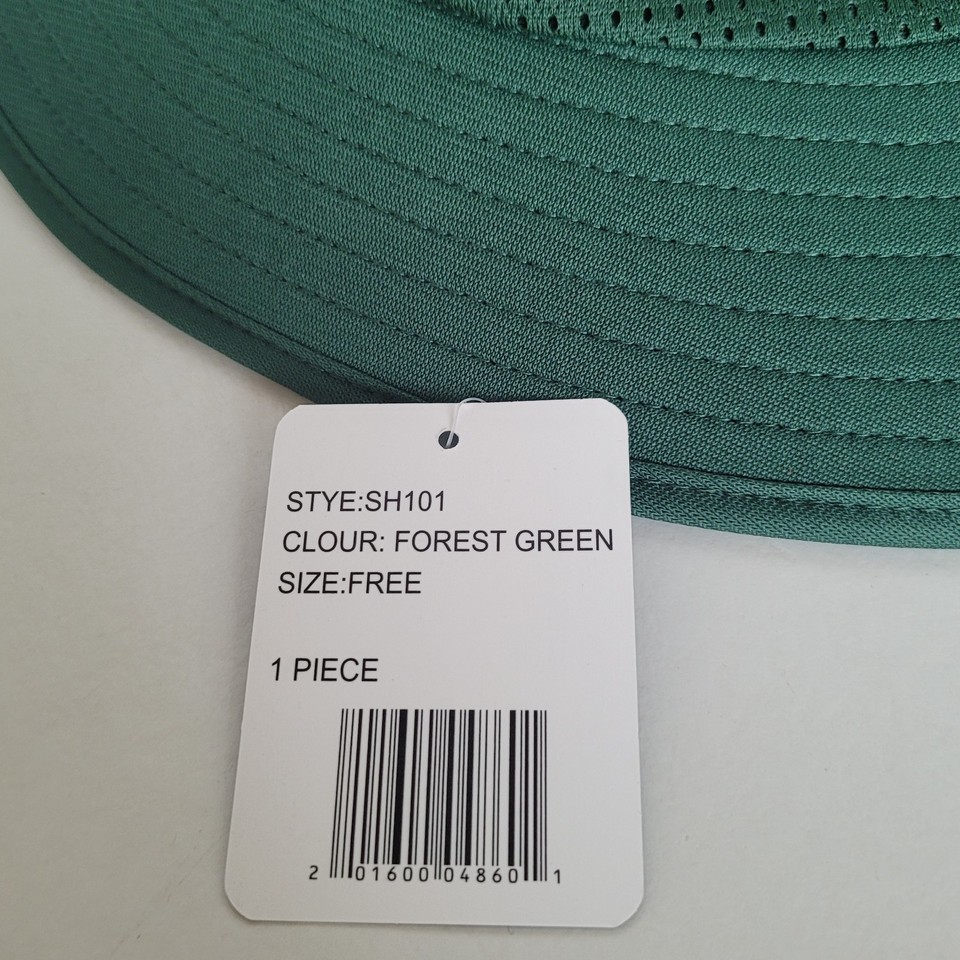 STYE:SH101
CLOUR: FOREST GREEN
SIZE:FREE
1 PIECE
2 01600 04860 1